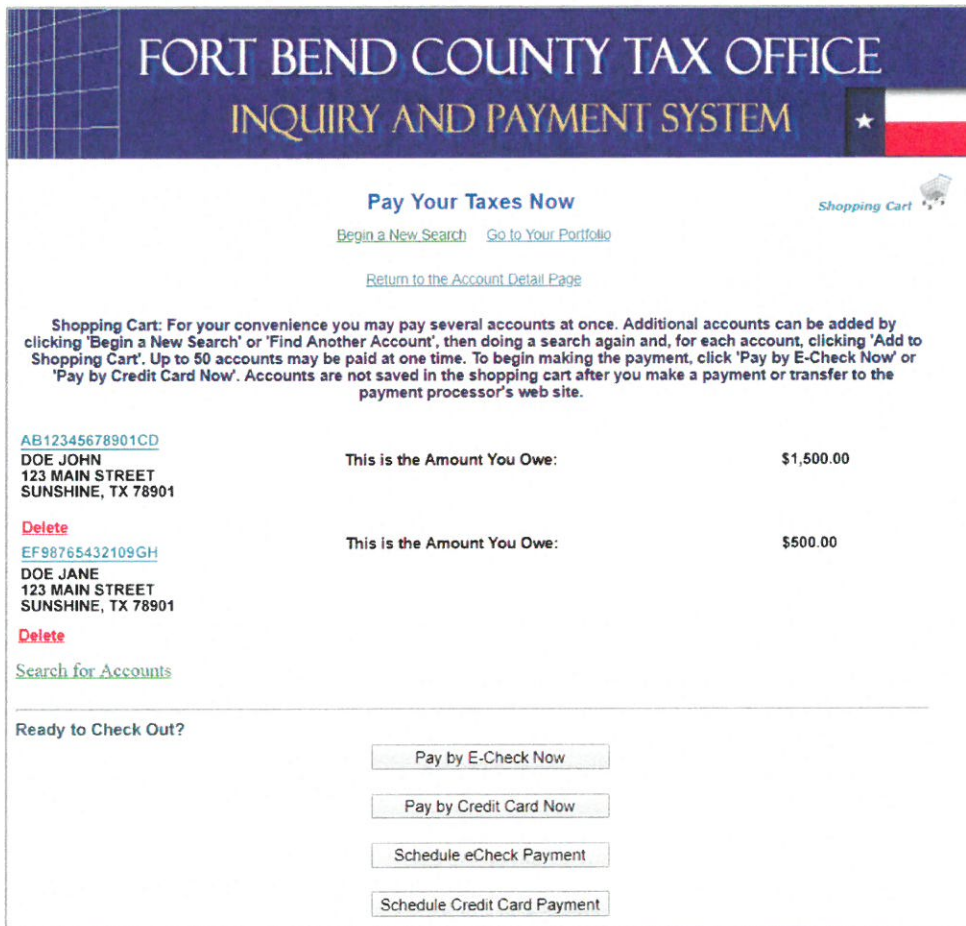 FORT BEND COUNTY TAX OFFICE
INQUIRY AND PAYMENT SYSTEM
Pay Your Taxes Now
Shopping Cart
Begin a New Search Go to Your Portfolio
Return to the Account Detail Page
Shopping Cart: For your convenience you may pay several accounts at once. Additional accounts can be added by
clicking 'Begin a New Search' or 'Find Another Account', then doing a search again and, for each account, clicking 'Add to
Shopping Cart'. Up to 50 accounts may be paid at one time. To begin making the payment, click 'Pay by E-Check Now' or
'Pay by Credit Card Now'. Accounts are not saved in the shopping cart after you make a payment or transfer to the
payment processor's web site.
AB12345678901CD
DOE JOHN This is the Amount You Owe: $1,500.00
123 MAIN STREET
SUNSHINE, TX 78901
Delete
EF98765432109GH This is the Amount You Owe: $500.00
DOE JANE
123 MAIN STREET
SUNSHINE, TX 78901
Delete
Search for Accounts
Ready to Check Out?
Pay by E-Check Now
Pay by Credit Card Now
Schedule eCheck Payment
Schedule Credit Card Payment